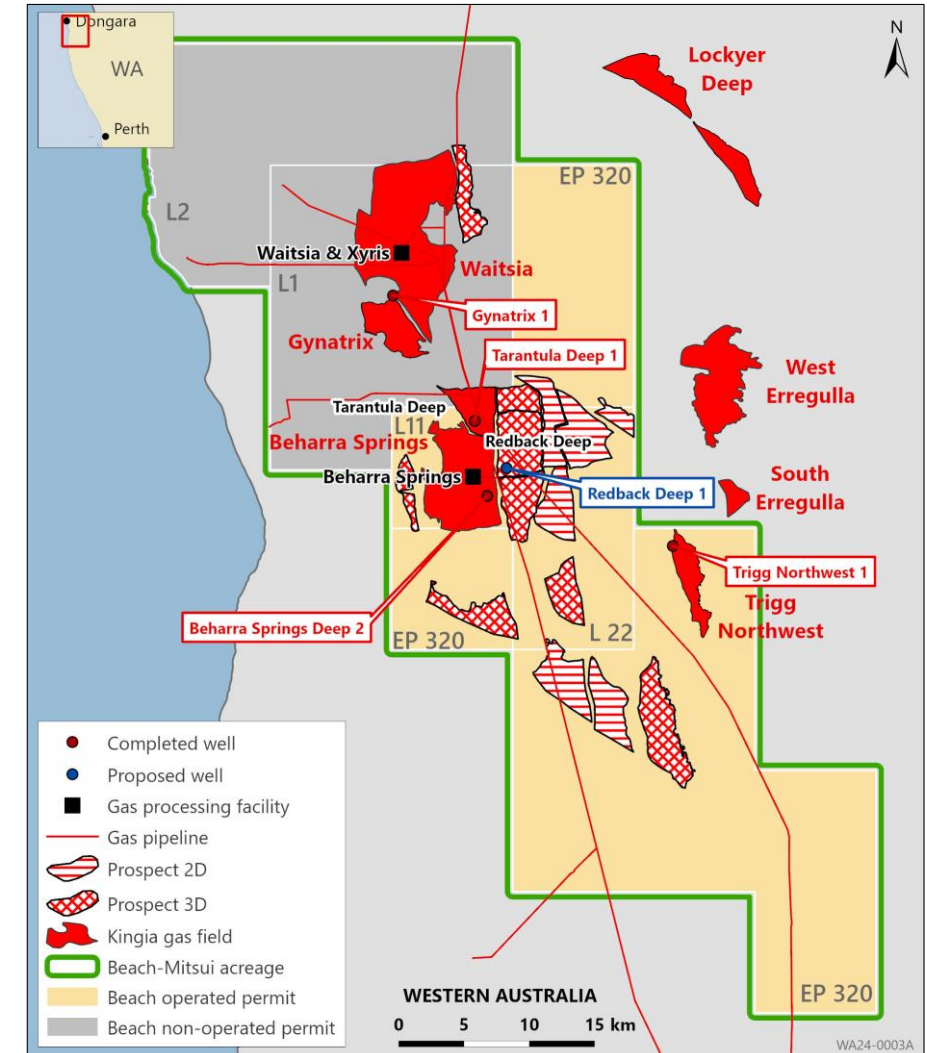 Dongara
WA
Perth
N
Lockyer
Deep
EP 320
L2
Waitsia & Xyris
Waitsia
L1
Gynatrix 1
Gynatrix
Tarantula Deep 1
West
Erregulla
Tarantula Deep
L11
Beharra Springs
Redback Deep
Beharra Springs
Redback Deep 1
South
Erregulla
Trigg Northwest 1
Trigg
Northwest
Beharra Springs Deep 2
L 22
EP 320
Completed well
Proposed well
Gas processing facility
Gas pipeline
Prospect 2D
Prospect 3D
Kingia gas field
Beach-Mitsui acreage
Beach operated permit
Beach non-operated permit
WESTERN AUSTRALIA
0 5 10 15 km
EP 320
WA24-0003A